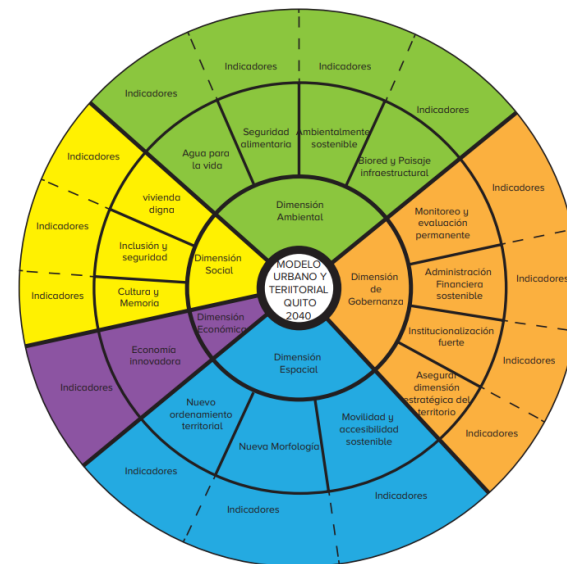 MODELO
URBANO Y
TERIITORIAL
QUITO
2040
Dimensión
Ambiental
Agua para
la vida
Seguridad
alimentaria
Ambientalmente
sostenible
Biored y Paisaje
infraestructural
Indicadores
Indicadores
Indicadores
Indicadores
Dimensión
de
Gobernanza
Monitoreo y
evaluación
permanente
Administración
Financiera
sostenible
Institucionalización
fuerte
Asegurar
dimensión
estratégica del
territorio
Indicadores
Indicadores
Indicadores
Indicadores
Dimensión
Espacial
Movilidad y
accesibilidad
sostenible
Nueva Morfología
Nuevo
ordenamiento
territorial
Indicadores
Indicadores
Indicadores
Dimensión
Económica
Economía
innovadora
Indicadores
Dimensión
Social
Cultura y
Memoria
Inclusión y
seguridad
vivienda
digna
Indicadores
Indicadores
Indicadores